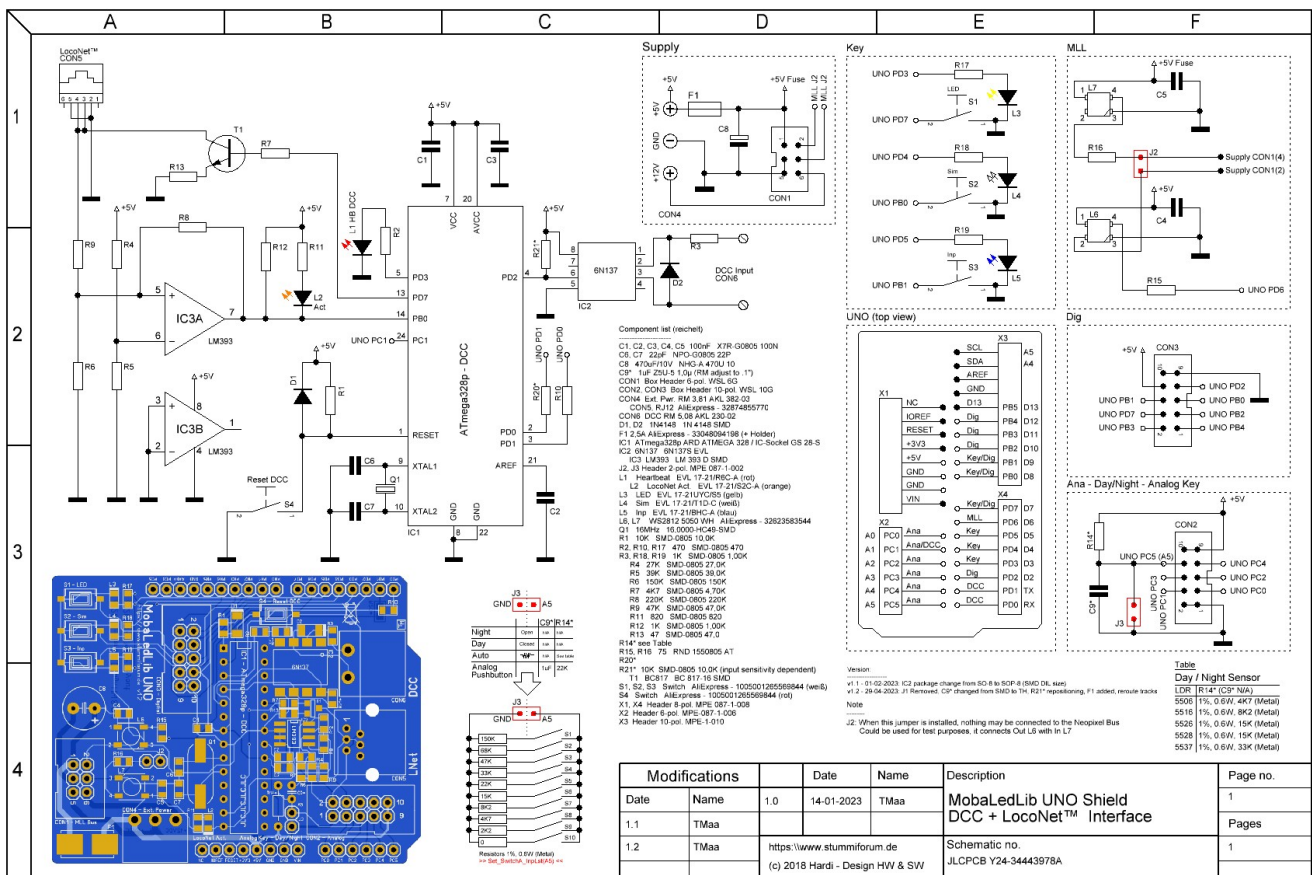 A B C D E F
1
2
3
4
LocoNet™
CON5
6 5 4 3 2 1
T1
R7
R13
+5V
R8
R9
R4
R12
R11
L2
Act
5
6
7
IC3A
LM393
R6
R5
3
2
8
4
1
IC3B
LM393
+5V
C1
C3
7 20
VCC
AVCC
L1 HB DCC
R2
5
PD3
13
PD7
14
PB0
UNO PC1
24
PC1
+5V
D1
R1
1
RESET
C6
9
XTAL1
Q1
C7
10
XTAL2
Reset DCC
S4
IC1
ATmega328p - DCC
GND
GND
8 22
PD2
4
PD0
2
PD1
3
AREF
21
C2
UNO PD1
UNO PD0
R20*
R10
+5V
R21*
8
7
6
5
6N137
1
2
3
4
IC2
R3
D2
DCC Input
CON6
Supply
+5V
F1
+5V Fuse
MLL J2
MLL J2
+5V
GND
+12V
C8
CON4
CON1
Key
UNO PD3
R17
LED
S1
L3
UNO PD7
UNO PD4
R18
Sim
S2
L4
UNO PB0
UNO PD5
R19
Inp
S3
L5
UNO PB1
MLL
+5V Fuse
L7
C5
R16
J2
Supply CON1(4)
Supply CON1(2)
+5V
L6
C4
R15
UNO PD6
Component list (reichelt)
C1, C2, C3, C4, C5 100nF X7R-G0805 100N
C6, C7 22pF NPO-G0805 22P
C8 470uF/10V NHG-A 470U 10
C9* 1uF Z5U-5 1,0µ (RM adjust to .1")
CON1 Box Header 6-pol. WSL 6G
CON2, CON3 Box Header 10-pol. WSL 10G
CON4 Ext. Pwr. RM 3,81 AKL 382-03
CON5, RJ12 AliExpress - 32874855770
CON6 DCC RM 5,08 AKL 230-02
D1, D2 1N4148 1N 4148 SMD
F1 2,5A AliExpress - 33048094198 (+ Holder)
IC1 ATmega328p ARD ATMEGA 328 / IC-Sockel GS 28-S
IC2 6N137 6N137S EVL
IC3 LM393 LM 393 D SMD
J2, J3 Header 2-pol. MPE 087-1-002
L1 Heartbeat EVL 17-21/R6C-A (rot)
L2 LocoNet Act. EVL 17-21/S2C-A (orange)
L3 LED EVL 17-21UYC/S5 (gelb)
L4 Sim EVL 17-21/T1D-C (weiß)
L5 Inp EVL 17-21/BHC-A (blau)
L6, L7 WS2812 5050 WH AliExpress - 32623583544
Q1 16MHz 16.0000-HC49-SMD
R1 10K SMD-0805 10,0K
R2, R10, R17 470 SMD-0805 470
R3, R18, R19 1K SMD-0805 1,00K
R4 27K SMD-0805 27,0K
R5 39K SMD-0805 39,0K
R6 150K SMD-0805 150K
R7 4K7 SMD-0805 4,70K
R8 220K SMD-0805 220K
R9 47K SMD-0805 47,0K
R11 820 SMD-0805 820
R12 1K SMD-0805 1,00K
R13 47 SMD-0805 47,0
R14* see Table
R15, R16 75 RND 1550805 AT
R20*
R21* 10K SMD-0805 10,0K (input sensitivity dependent)
T1 BC817 BC 817-16 SMD
S1, S2, S3 Switch AliExpress - 1005001265569844 (weiß)
S4 Switch AliExpress - 1005001265569844 (rot)
X1, X4 Header 8-pol. MPE 087-1-008
X2 Header 6-pol. MPE-087-1-006
X3 Header 10-pol. MPE-1-010
UNO (top view)
X3
SCL A5
SDA A4
AREF
GND
X1
NC D13 PB5 D13
IOREF Dig PB4 D12
RESET Dig PB3 D11
+3V3 Dig PB2 D10
+5V Key/Dig PB1 D9
GND Key/Dig PB0 D8
GND
VIN
X4
Key/Dig PD7 D7
X2
MLL PD6 D6
A0 PC0 Ana Key PD5 D5
A1 PC1 Ana/DCC Key PD4 D4
A2 PC2 Ana Key PD3 D3
A3 PC3 Ana Dig PD2 D2
A4 PC4 Ana DCC PD1 TX
A5 PC5 Ana DCC PD0 RX
Dig
+5V
CON3
UNO PD2
UNO PB1
UNO PB0
UNO PD7
UNO PB2
UNO PB3
UNO PB4
Ana - Day/Night - Analog Key
+5V
R14*
CON2
UNO PC5 (A5)
UNO PC4
UNO PC3
UNO PC2
UNO PC1
UNO PC0
C9*
J3
S1 - LED
S2 - Sim
S3 - Inp
MobaLedLib UNO
S4 - Reset DCC
IC1 - ATmega328p - DCC
6N137
LM393
DCC
LNet
CON5
CON4 - Ext. Power
CON1 - MLL Bus
CON2 - Analog
J3
GND A5
C9* R14*
Night Open
Day Closed
Auto
Analog
Pushbutton
1uF 22K
J3
GND A5
150K S1
68K S2
47K S3
33K S4
22K S5
15K S6
8K2 S7
4K7 S8
2K2 S9
0 S10
Resistors 1%, 0.6W (Metal)
>> Set_SwitchA_InpLst(A5) <<
Version
v1.1 - 01-02-2023: IC2 package change from SO-8 to SOP-8 (SMD DIL size)
v1.2 - 29-04-2023: J1 Removed, C9* changed from SMD to TH, R21* repositioning, F1 added, reroute tracks
Note
J2: When this jumper is installed, nothing may be connected to the Neopixel Bus
Could be used for test purposes, it connects Out L6 with In L7
Table
Day / Night Sensor
LDR R14* (C9* N/A)
5506 1%, 0.6W, 4K7 (Metal)
5516 1%, 0.6W, 8K2 (Metal)
5526 1%, 0.6W, 15K (Metal)
5528 1%, 0.6W, 15K (Metal)
5537 1%, 0.6W, 33K (Metal)
Modifications Date Name Description Page no.
Date Name 1.0 14-01-2023 TMaa MobaLedLib UNO Shield 1
1.1 TMaa DCC + LocoNet™ Interface Pages
1.2 TMaa https:\\www.stummiforum.de Schematic no. 1
(c) 2018 Hardi - Design HW & SW JLCPCB Y24-34443978A